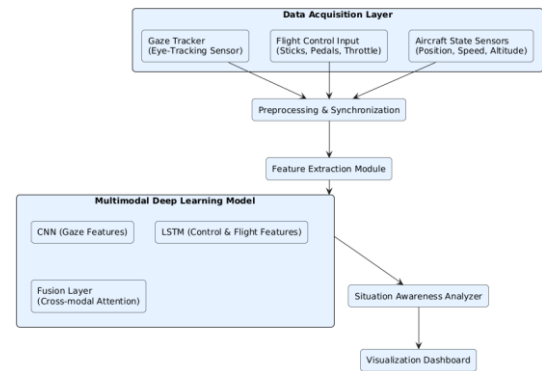 Data Acquisition Layer
Gaze Tracker
(Eye-Tracking Sensor)
Flight Control Input
(Sticks, Pedals, Throttle)
Aircraft State Sensors
(Position, Speed, Altitude)
Preprocessing & Synchronization
Feature Extraction Module
Multimodal Deep Learning Model
CNN (Gaze Features)
LSTM (Control & Flight Features)
Fusion Layer
(Cross-modal Attention)
Situation Awareness Analyzer
Visualization Dashboard